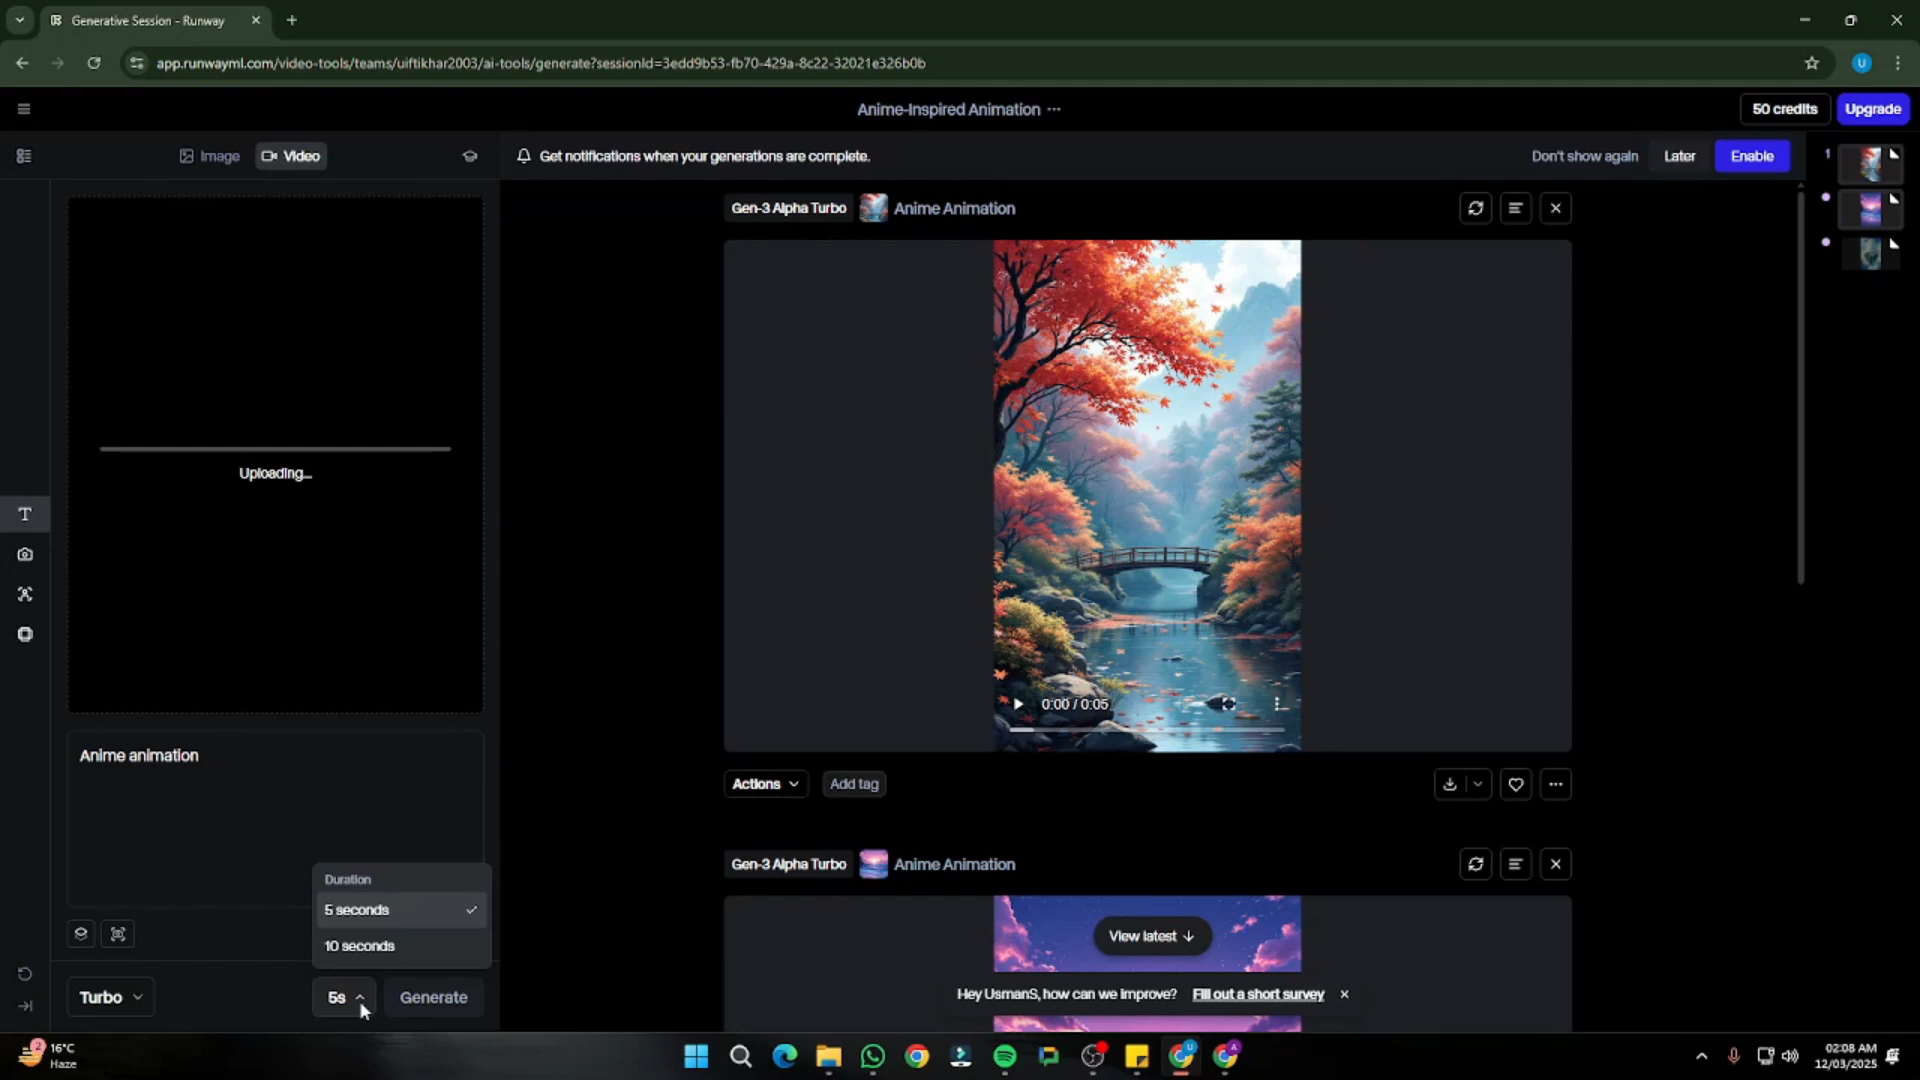 Generative Session - Runway
app.runwayml.com/video-tools/teams/uiftikhar2003/ai-tools/generate?sessionId=3edd9b53-fb70-429a-8c22-32021e326b0b
U
Anime-Inspired Animation ···
50 credits
Upgrade
Image
Video
Get notifications when your generations are complete.
Don't show again
Later
Enable
1
Gen-3 Alpha Turbo
Anime Animation
Uploading...
0:00 / 0:05
Anime animation
Actions
Add tag
Gen-3 Alpha Turbo
Anime Animation
Duration
5 seconds
10 seconds
View latest ↓
Turbo
5s
Generate
Hey UsmanS, how can we improve? Fill out a short survey
2
16°C
Haze
U
A
02:08 AM
12/03/2025